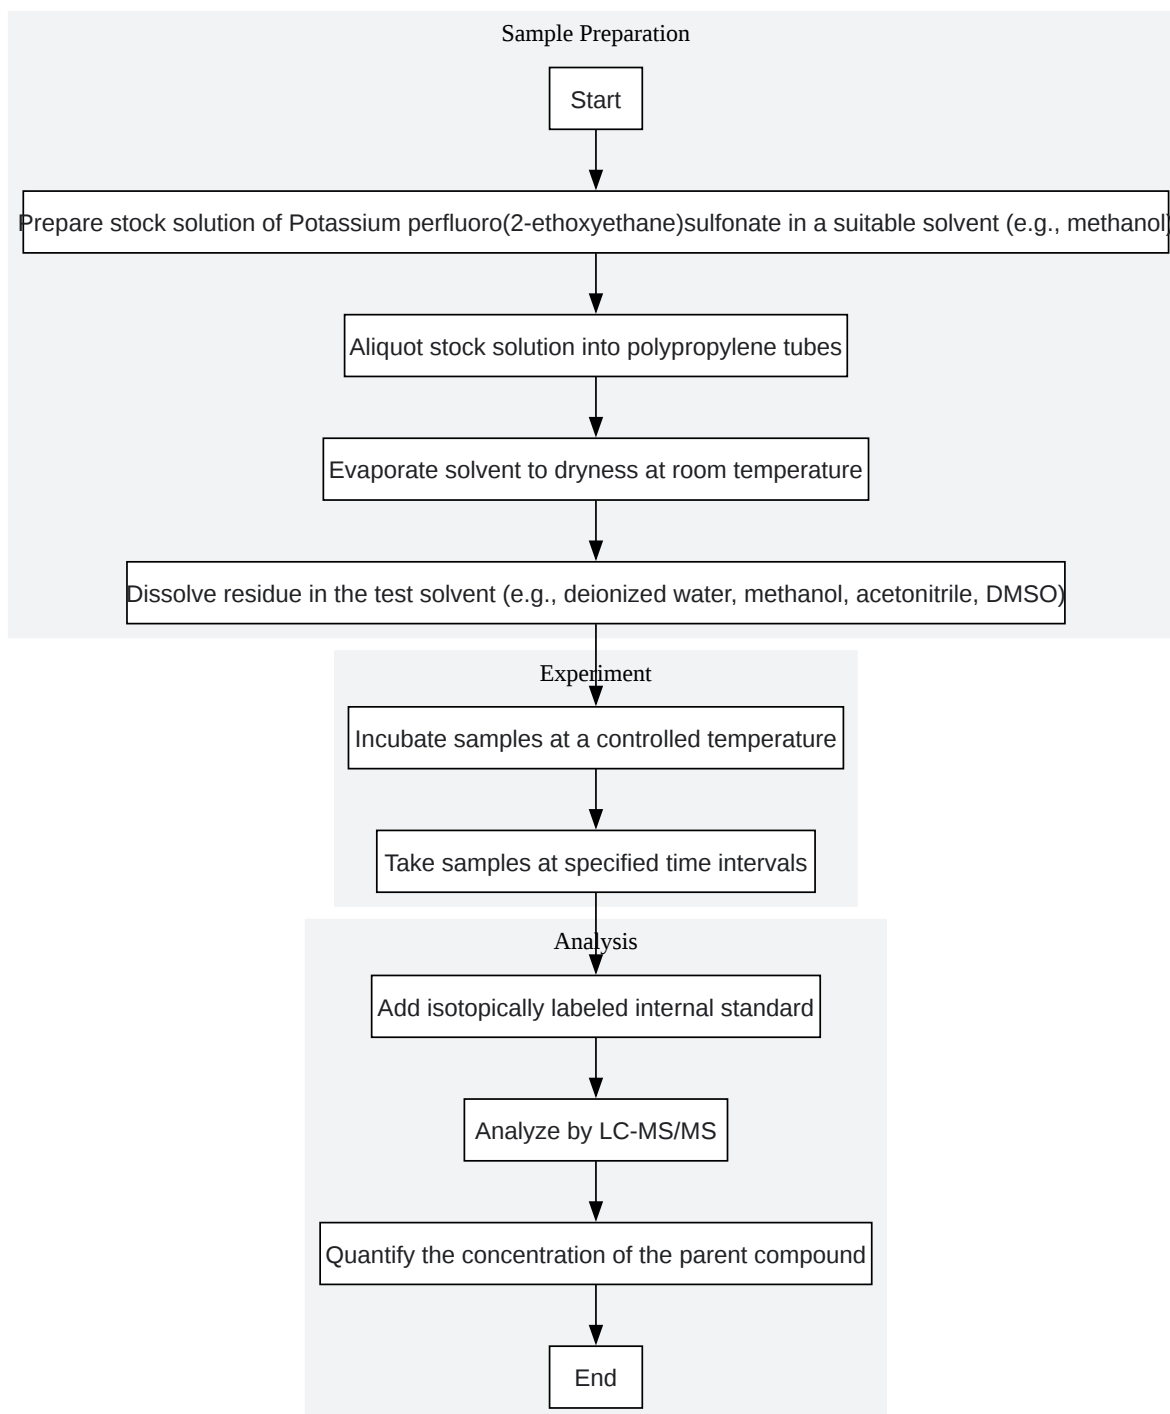 Sample Preparation
Start
Prepare stock solution of Potassium perfluoro(2-ethoxyethane)sulfonate in a suitable solvent (e.g., methanol)
Aliquot stock solution into polypropylene tubes
Evaporate solvent to dryness at room temperature
Dissolve residue in the test solvent (e.g., deionized water, methanol, acetonitrile, DMSO)
Experiment
Incubate samples at a controlled temperature
Take samples at specified time intervals
Analysis
Add isotopically labeled internal standard
Analyze by LC-MS/MS
Quantify the concentration of the parent compound
End